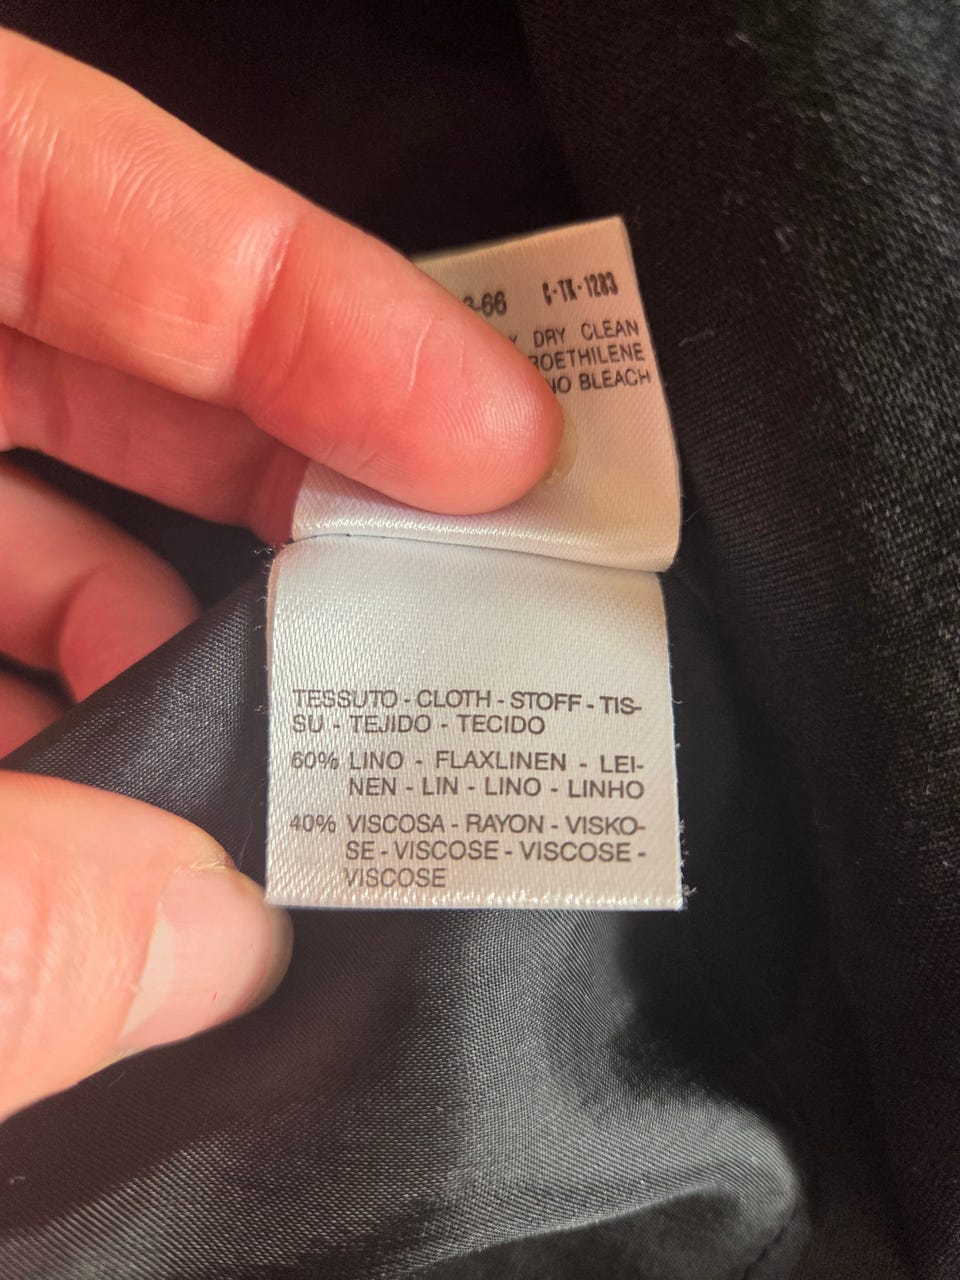 -66 G-TK-1283
DRY CLEAN
ROETHILENE
NO BLEACH
TESSUTO - CLOTH - STOFF - TIS-
SU - TEJIDO - TECIDO
60% LINO - FLAXLINEN - LEI-
NEN - LIN - LINO - LINHO
40% VISCOSA - RAYON - VISKO-
SE - VISCOSE - VISCOSE -
VISCOSE